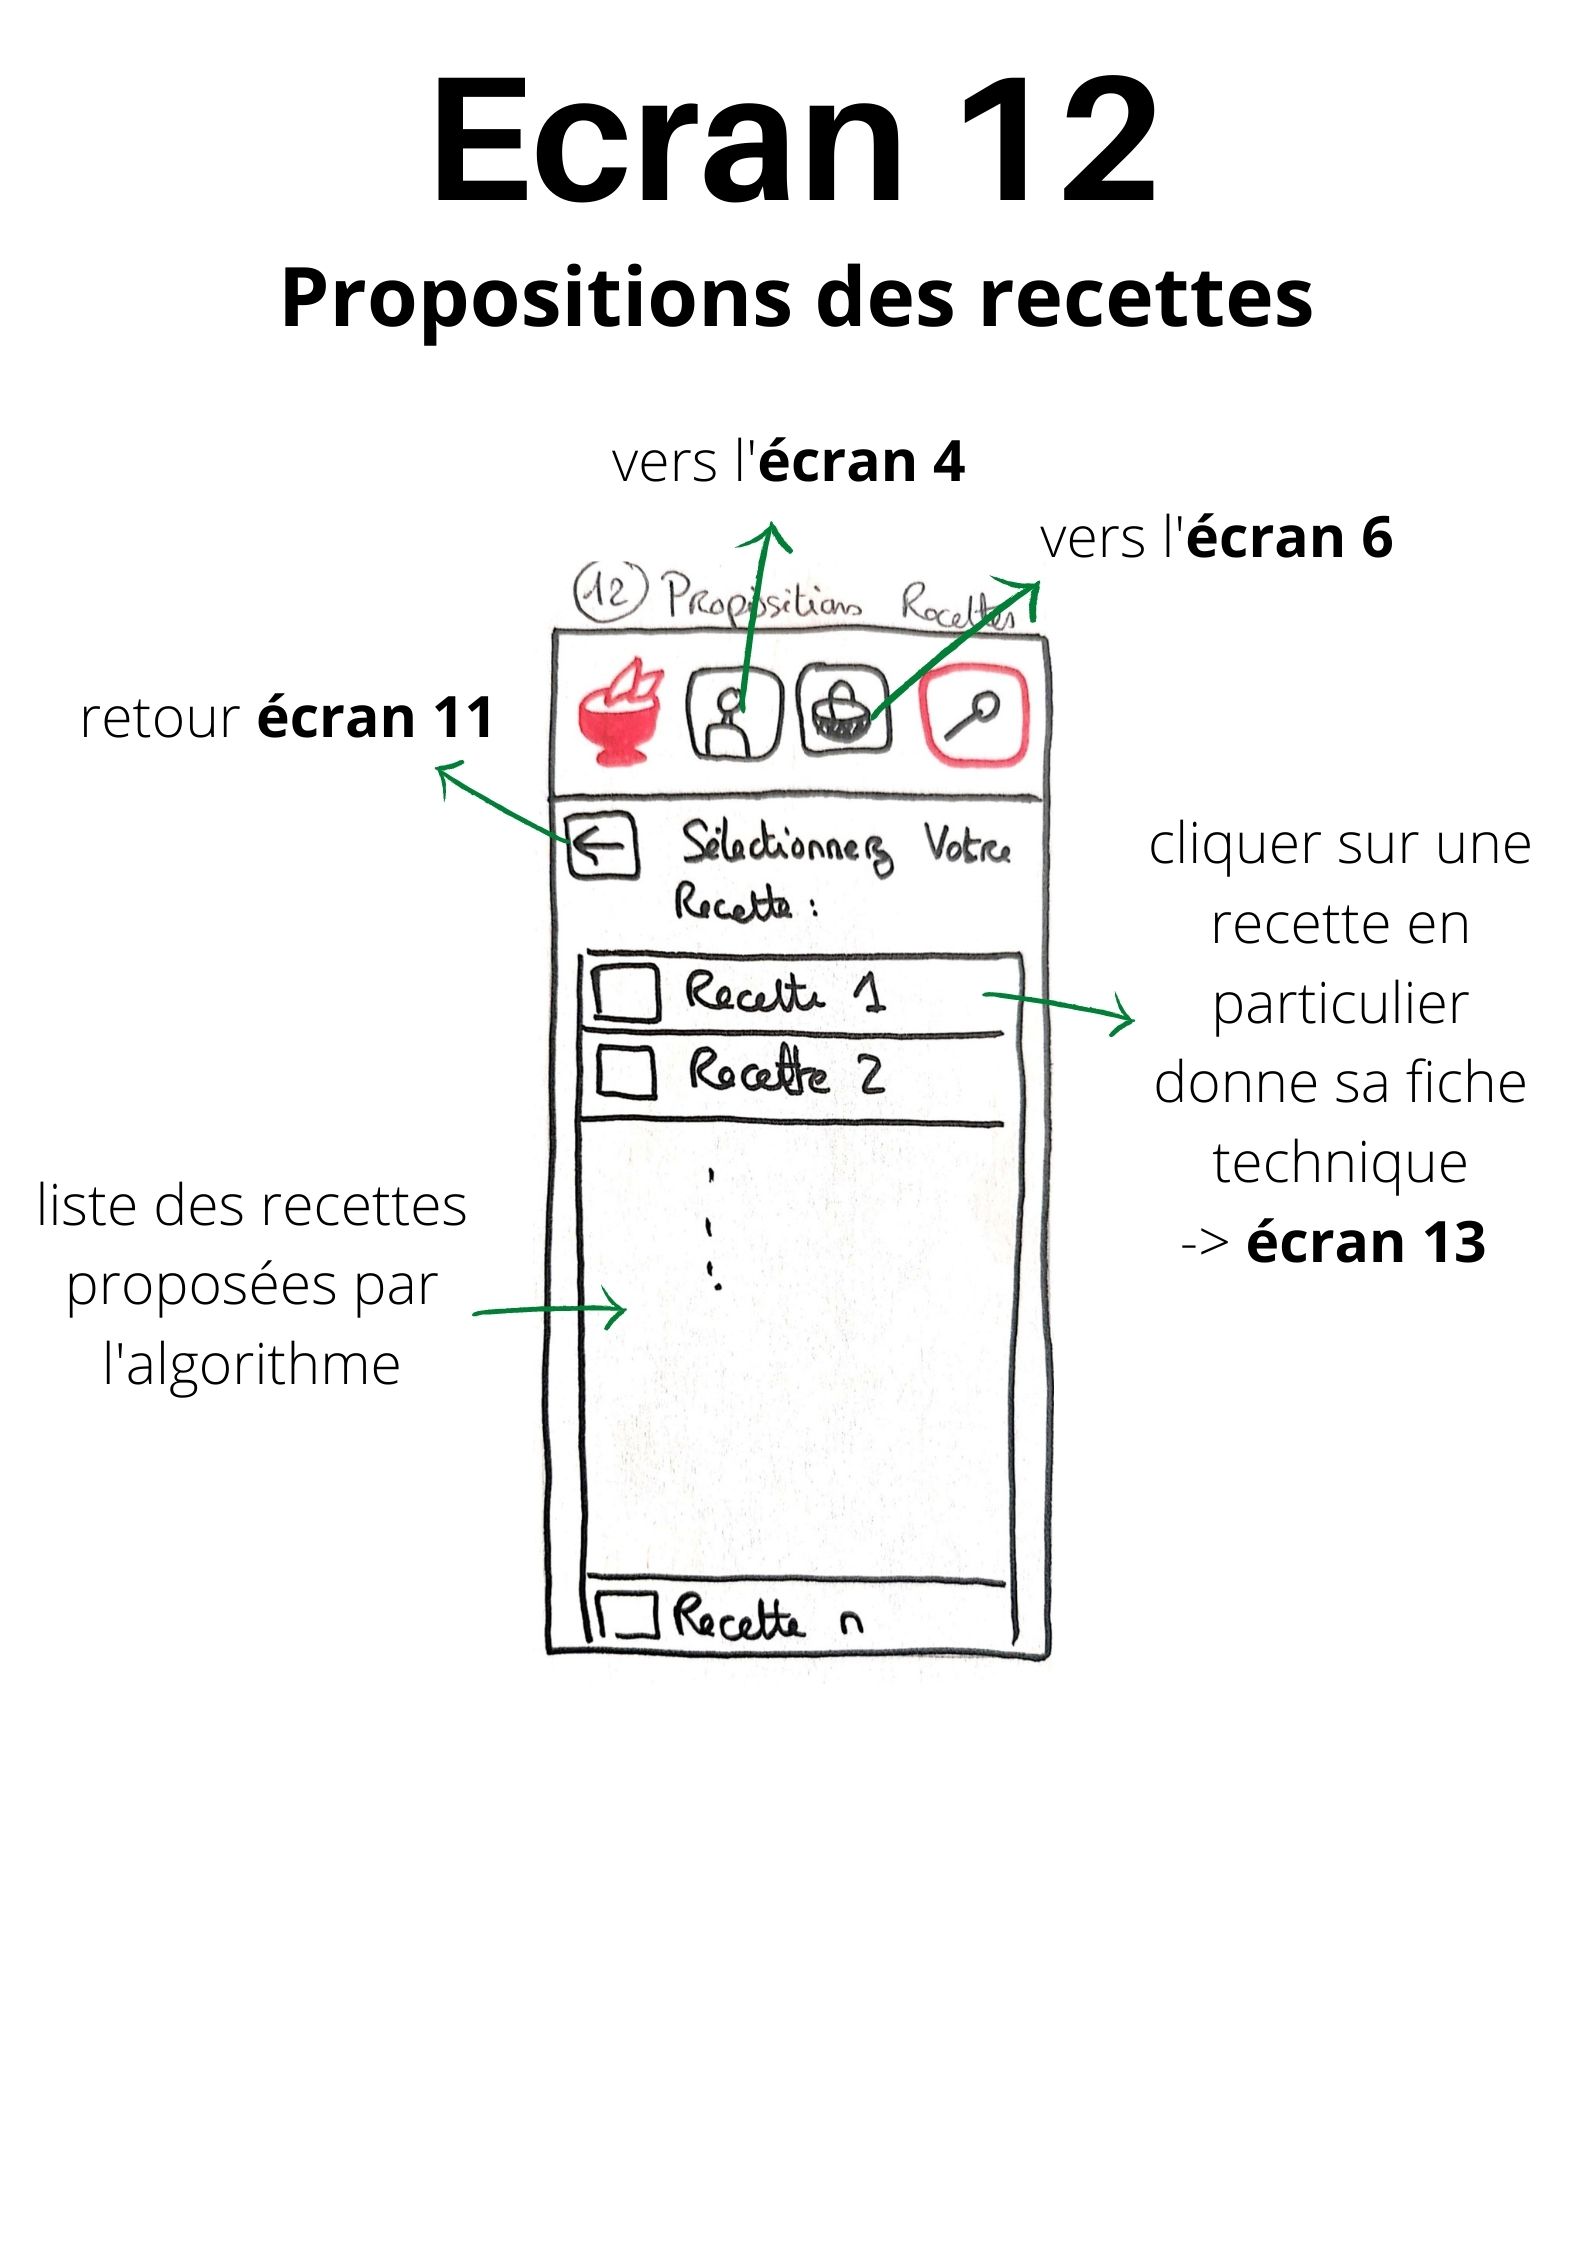 Ecran 12
Propositions des recettes
vers l'écran 4
vers l'écran 6
12 Propositions Recettes
retour écran 11
Sélectionnez Votre
Recette :
cliquer sur une
recette en
particulier
donne sa fiche
technique
-> écran 13
Recette 1
Recette 2
liste des recettes
proposées par
l'algorithme
Recette n